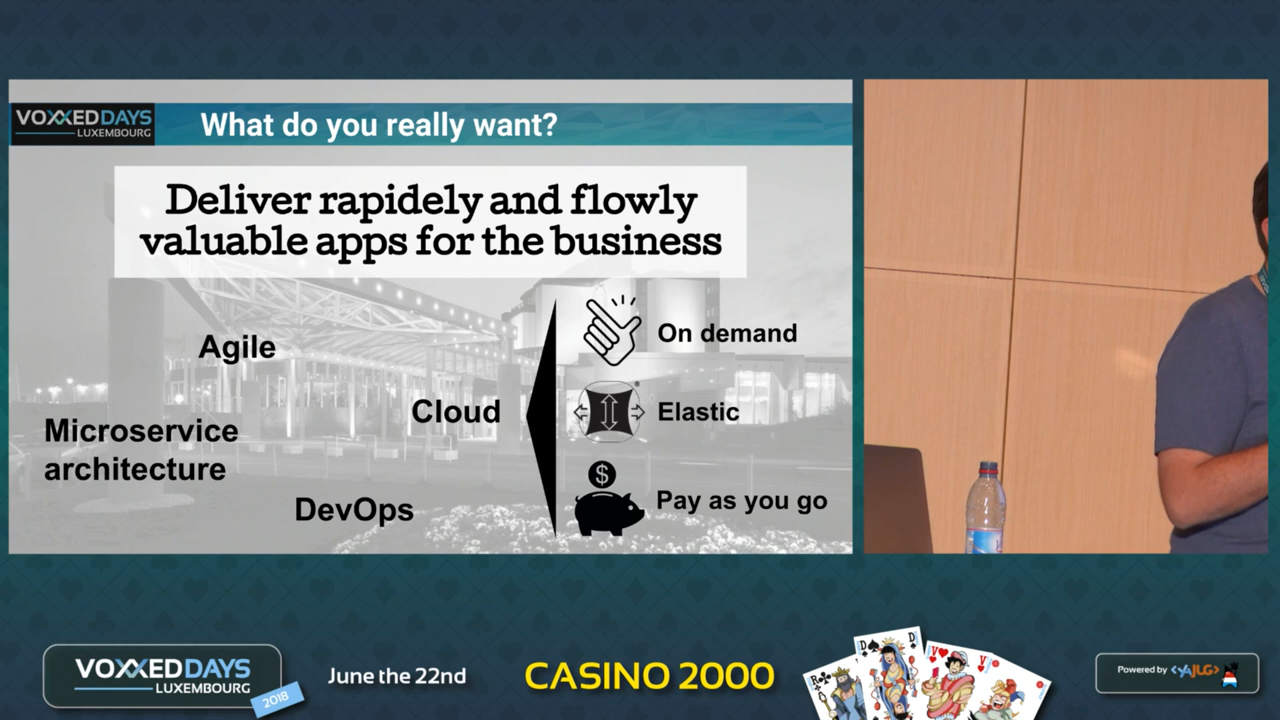 VOXXEDDAYS
LUXEMBOURG
What do you really want?
Deliver rapidely and flowly
valuable apps for the business
Agile
Microservice
architecture
Cloud
DevOps
On demand
Elastic
$
Pay as you go
VOXXEDDAYS
LUXEMBOURG
2018
June the 22nd
CASINO 2000
R
Q
D
D
V
V
Powered by <YAJUG>